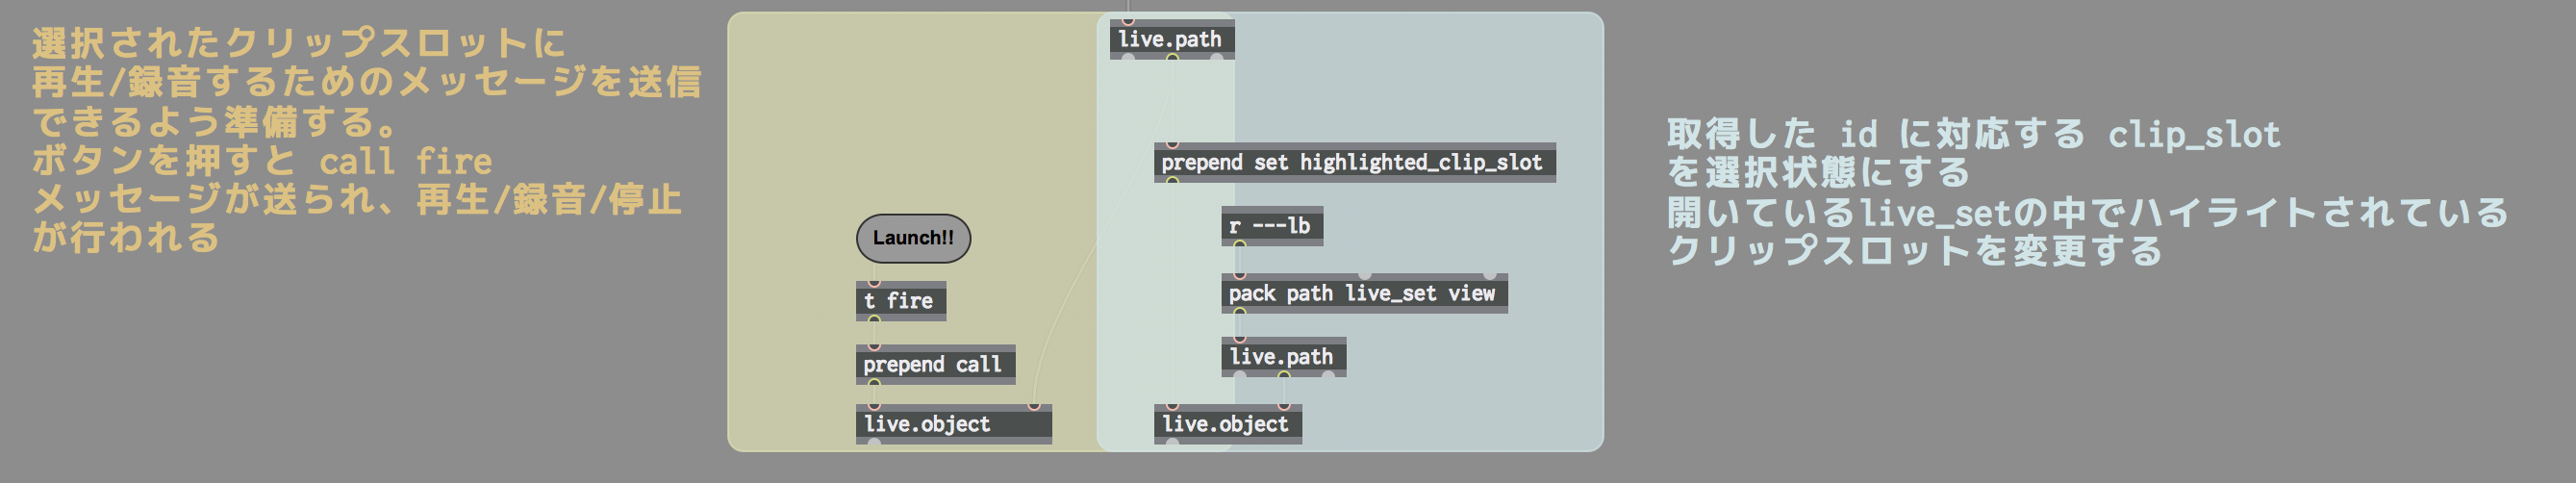 選択されたクリップスロットに
再生/録音するためのメッセージを送信
できるよう準備する。
ボタンを押すと call fire
メッセージが送られ、再生/録音/停止
が行われる
live.path
prepend set highlighted_clip_slot
r ---lb
Launch!!
pack path live_set view
t fire
live.path
prepend call
live.object
live.object
取得した id に対応する clip_slot
を選択状態にする
開いているlive_setの中でハイライトされている
クリップスロットを変更する